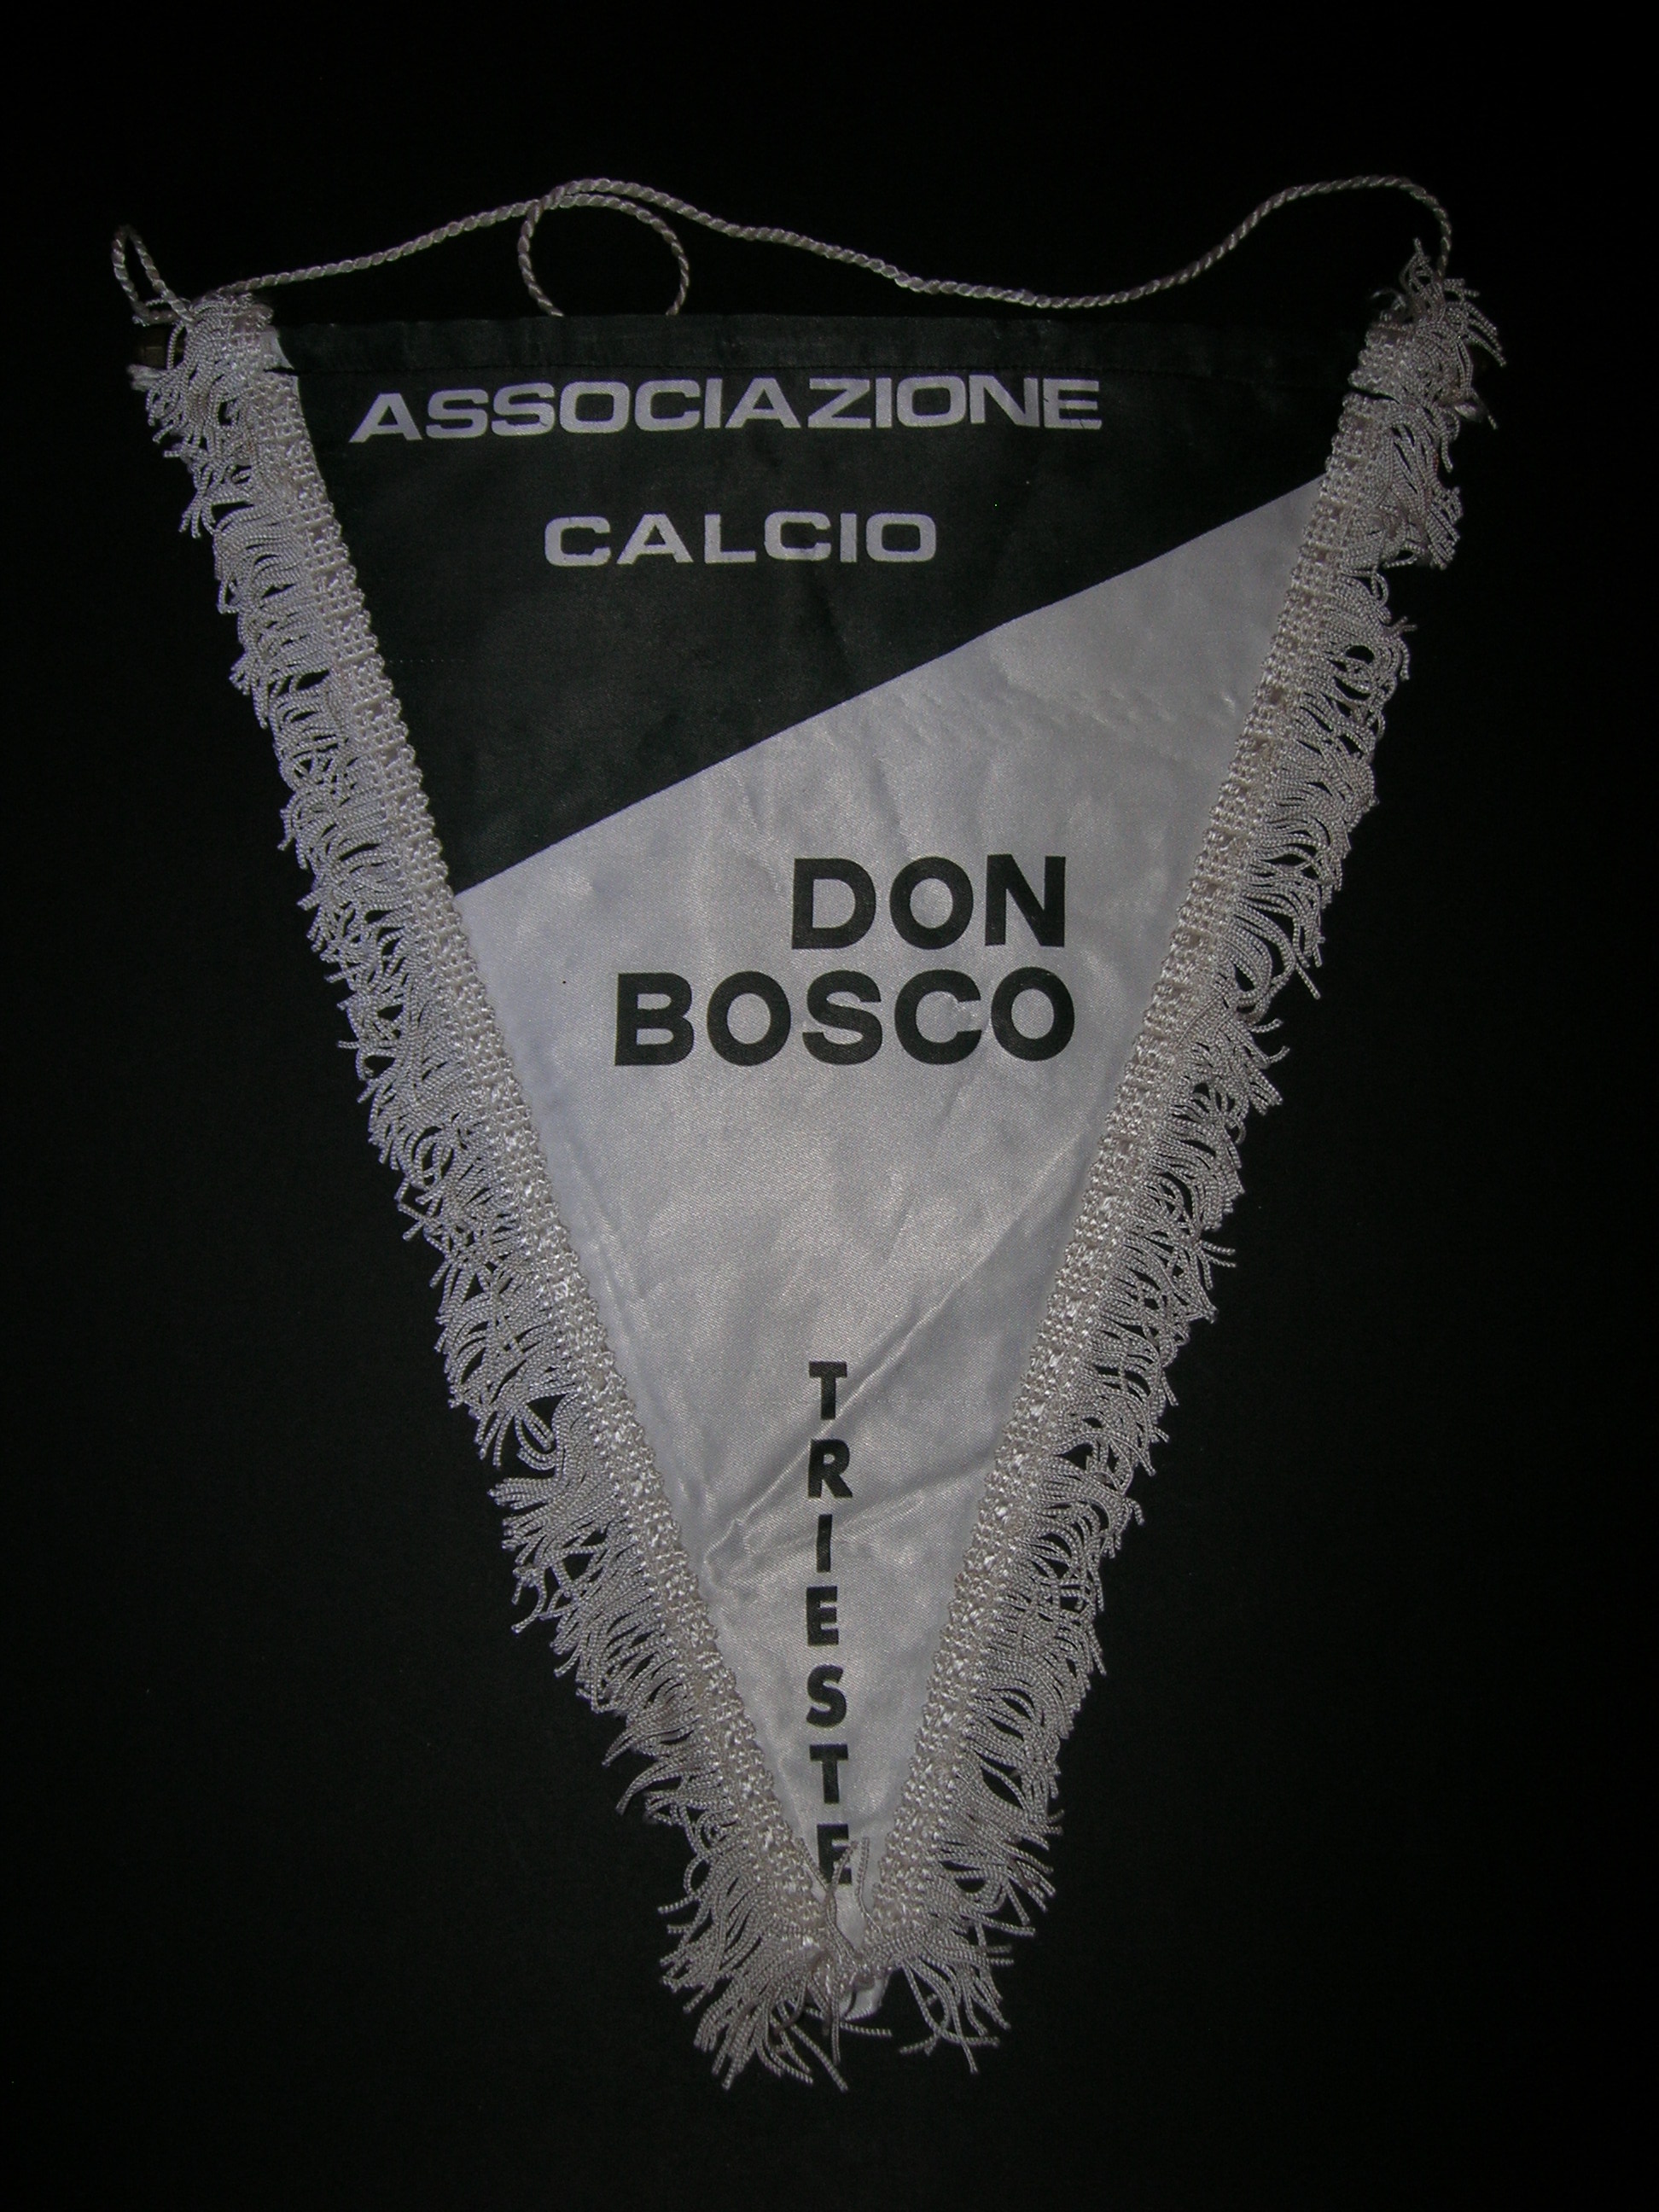 ASSOCIAZIONE
CALCIO
DON
BOSCO
TRIESTE